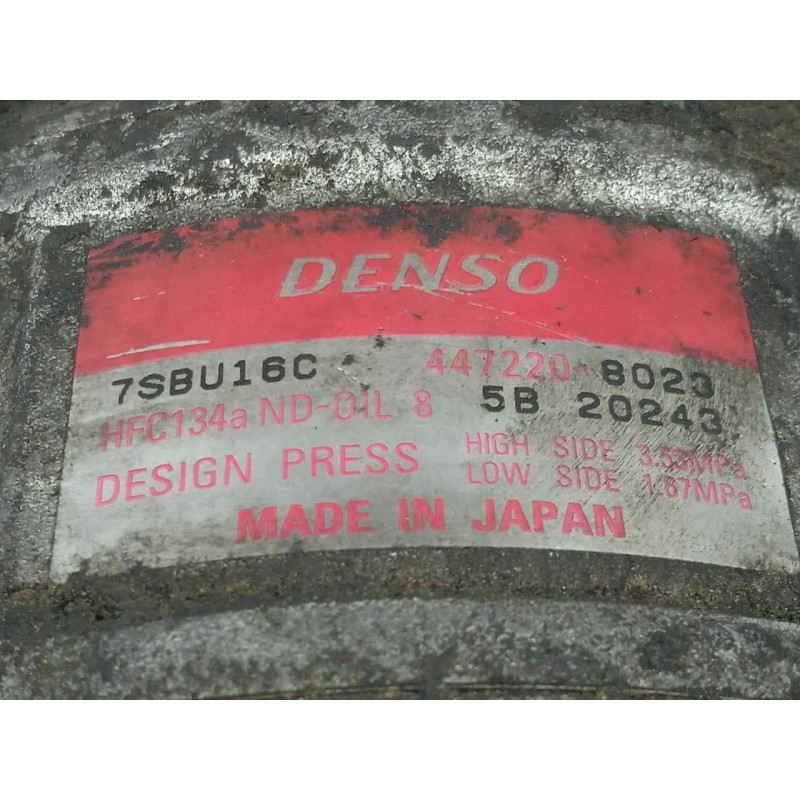 DENSO
7SBU16C 447220-8023
HFC134a ND-OIL 8 5B 20243
DESIGN PRESS HIGH SIDE 3.53MPa
LOW SIDE 1.67MPa
MADE IN JAPAN